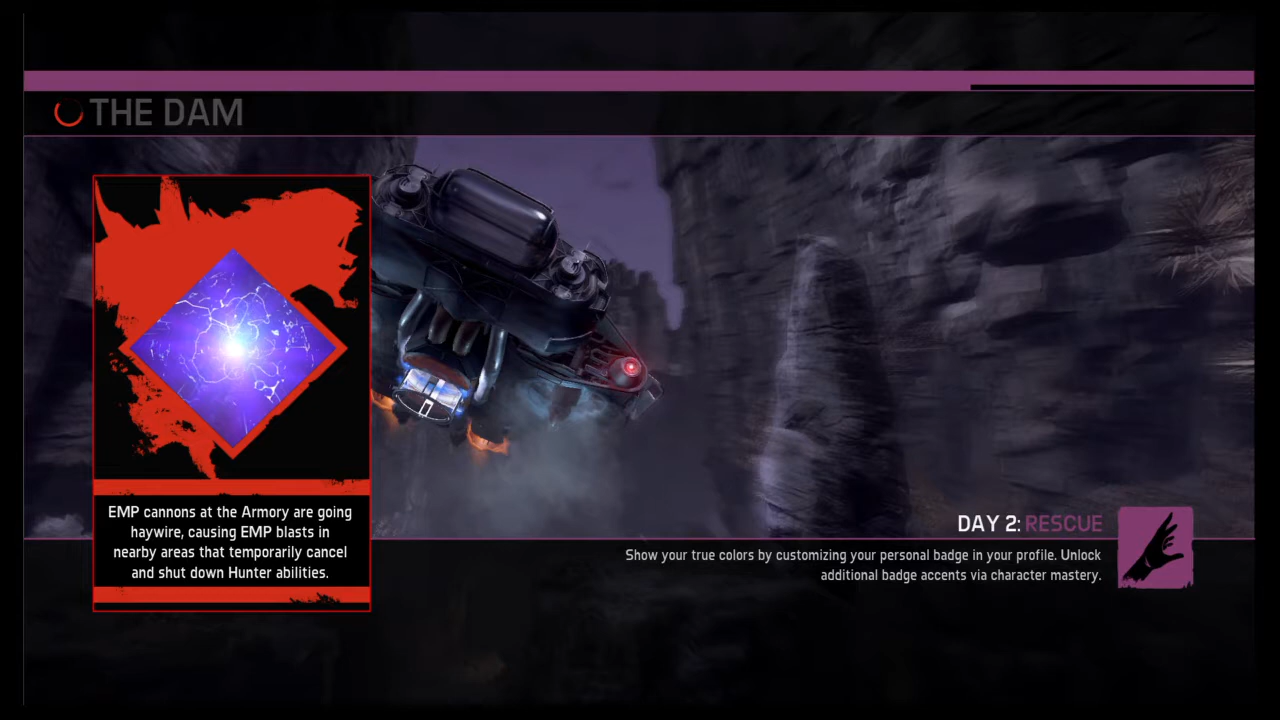 THE DAM
EMP cannons at the Armory are going
haywire, causing EMP blasts in
nearby areas that temporarily cancel
and shut down Hunter abilities.
DAY 2: RESCUE
Show your true colors by customizing your personal badge in your profile. Unlock
additional badge accents via character mastery.